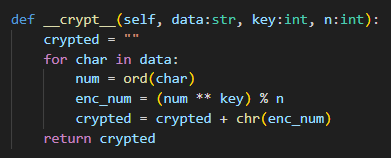 def __crypt__(self, data:str, key:int, n:int):
    crypted = ""
    for char in data:
        num = ord(char)
        enc_num = (num ** key) % n
        crypted = crypted + chr(enc_num)
    return crypted